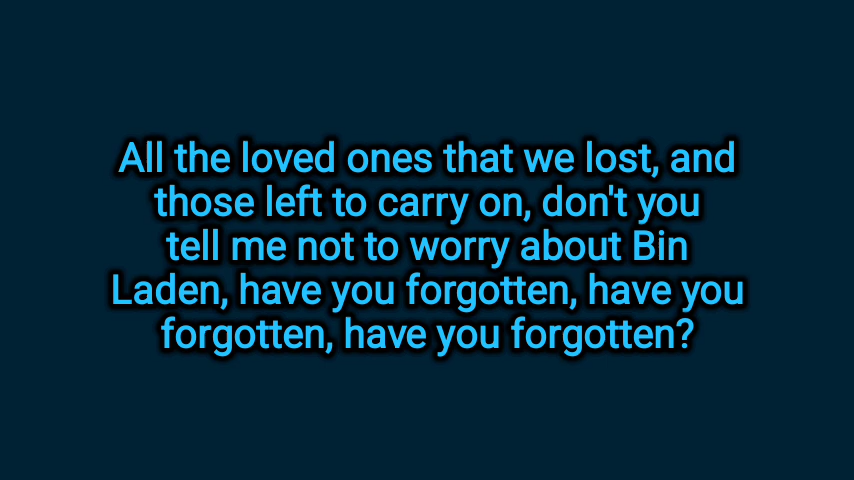 All the loved ones that we lost, and
those left to carry on, don't you
tell me not to worry about Bin
Laden, have you forgotten, have you
forgotten, have you forgotten?